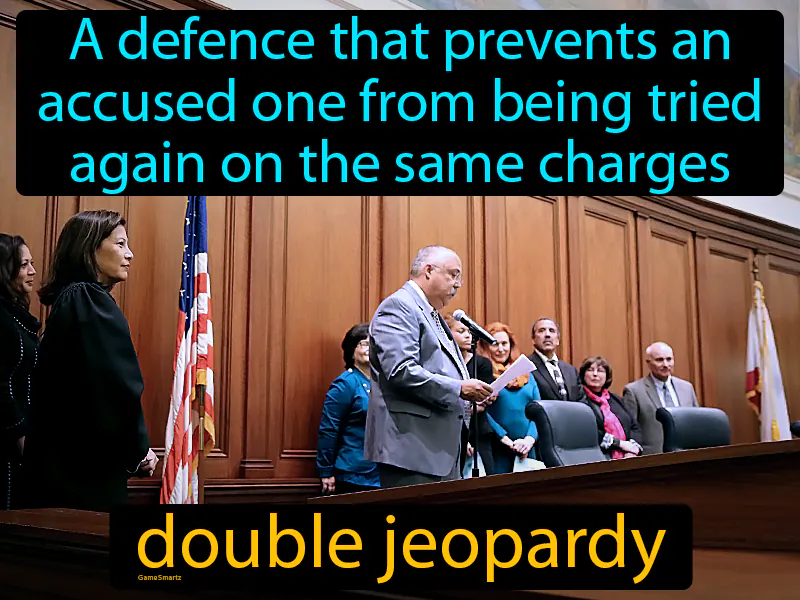 A defence that prevents an
accused one from being tried
again on the same charges
double jeopardy
GameSmartz